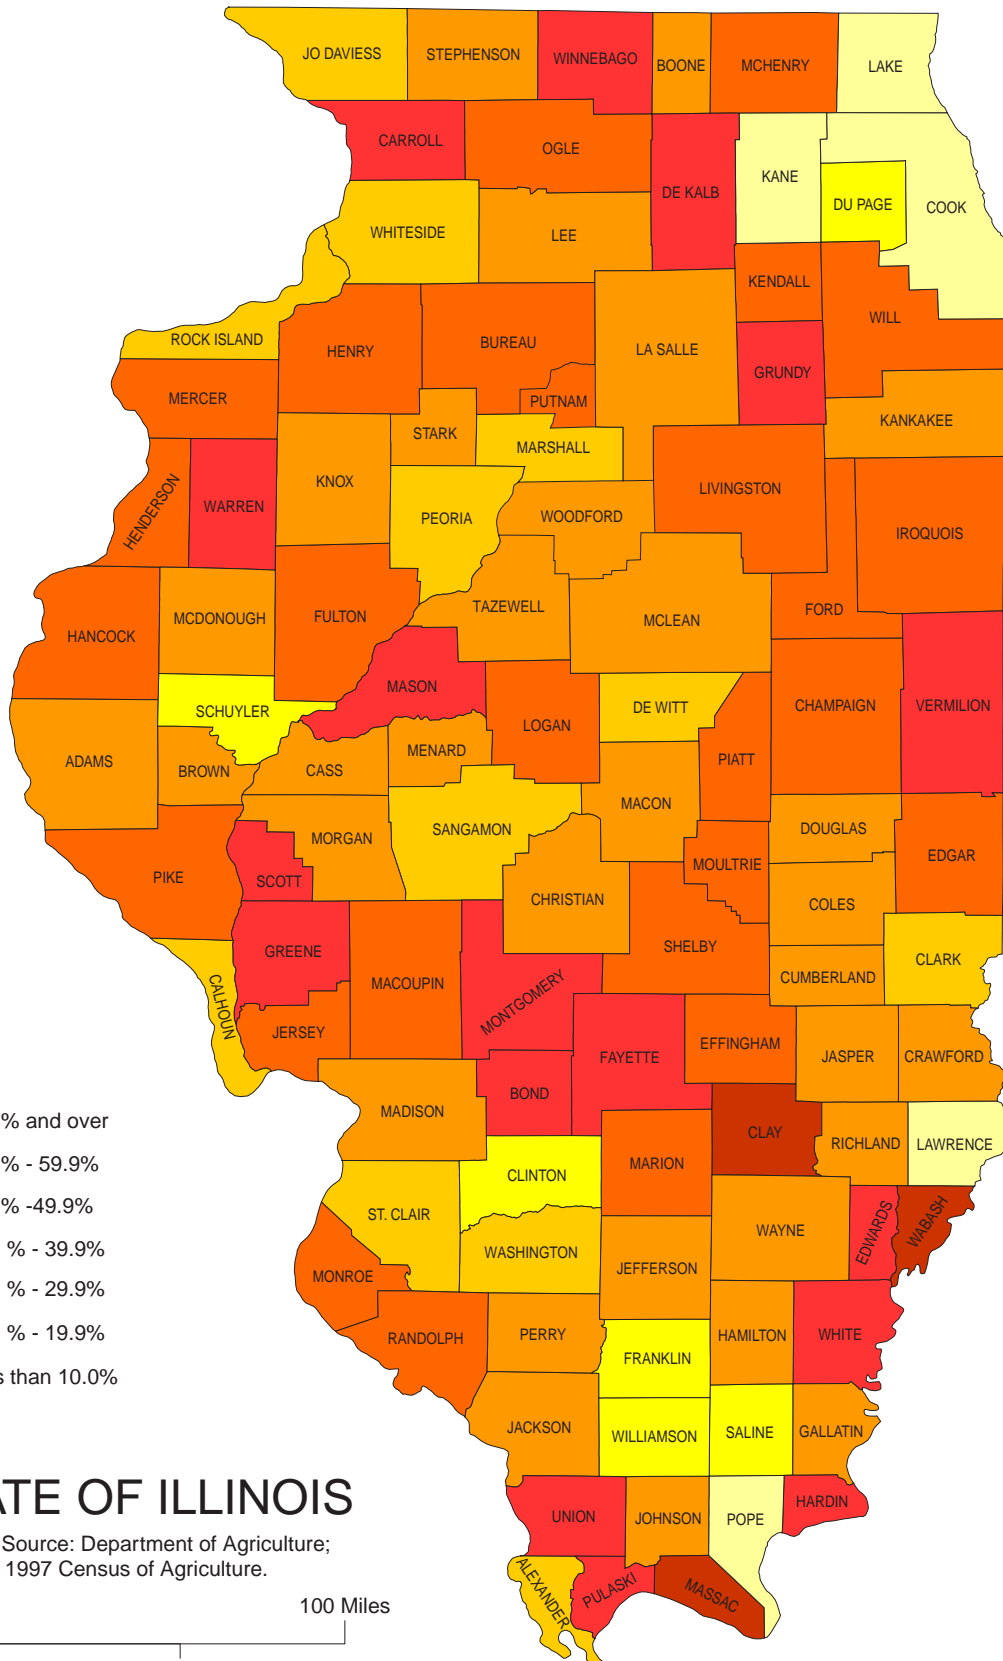 JO DAVIESS
STEPHENSON
WINNEBAGO
BOONE
MCHENRY
LAKE
CARROLL
OGLE
DE KALB
KANE
DU PAGE
COOK
WHITESIDE
LEE
KENDALL
WILL
ROCK ISLAND
HENRY
BUREAU
LA SALLE
GRUNDY
MERCER
PUTNAM
KANKAKEE
STARK
MARSHALL
HENDERSON
WARREN
KNOX
PEORIA
WOODFORD
LIVINGSTON
IROQUOIS
HANCOCK
MCDONOUGH
FULTON
TAZEWELL
MCLEAN
FORD
SCHUYLER
MASON
LOGAN
DE WITT
CHAMPAIGN
VERMILION
ADAMS
BROWN
CASS
MENARD
PIATT
MACON
SANGAMON
MORGAN
DOUGLAS
EDGAR
PIKE
SCOTT
CHRISTIAN
MOULTRIE
COLES
GREENE
MACOUPIN
MONTGOMERY
SHELBY
CUMBERLAND
CLARK
CALHOUN
JERSEY
FAYETTE
EFFINGHAM
JASPER
CRAWFORD
MADISON
BOND
CLAY
RICHLAND
LAWRENCE
CLINTON
MARION
ST. CLAIR
WASHINGTON
JEFFERSON
WAYNE
EDWARDS
WABASH
MONROE
RANDOLPH
PERRY
FRANKLIN
HAMILTON
WHITE
JACKSON
WILLIAMSON
SALINE
GALLATIN
UNION
JOHNSON
POPE
HARDIN
ALEXANDER
PULASKI
MASSAC
% and over
% - 59.9%
% -49.9%
% - 39.9%
% - 29.9%
% - 19.9%
s than 10.0%
ATE OF ILLINOIS
Source: Department of Agriculture;
1997 Census of Agriculture.
100 Miles